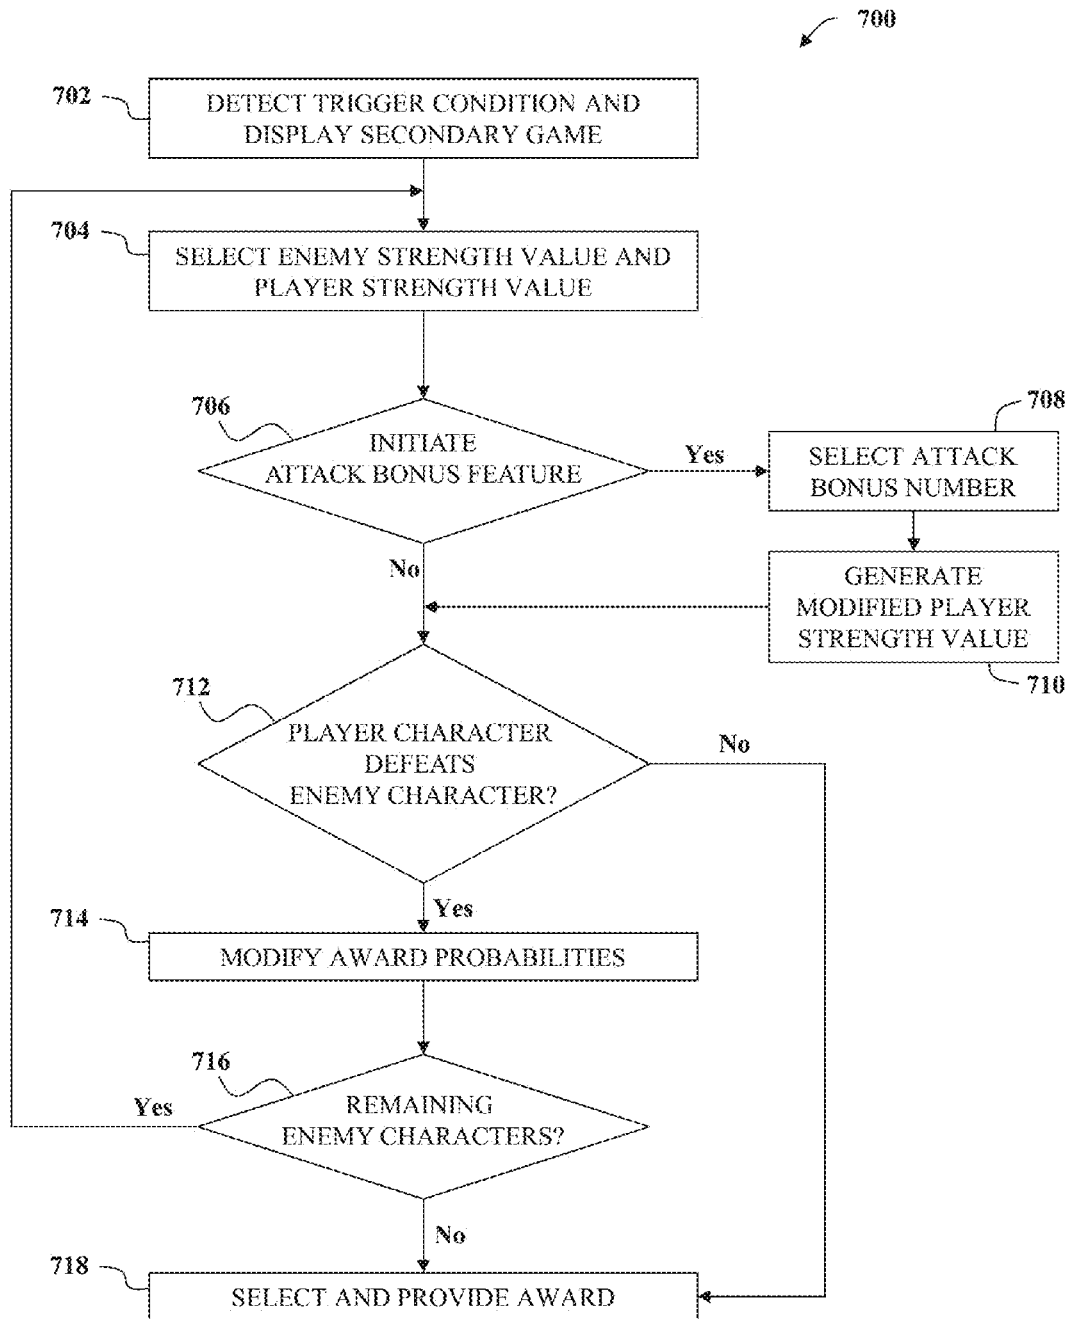 700
702
DETECT TRIGGER CONDITION AND
DISPLAY SECONDARY GAME
704
SELECT ENEMY STRENGTH VALUE AND
PLAYER STRENGTH VALUE
706
INITIATE
ATTACK BONUS FEATURE
Yes
708
SELECT ATTACK
BONUS NUMBER
No
GENERATE
MODIFIED PLAYER
STRENGTH VALUE
710
712
PLAYER CHARACTER
DEFEATS
ENEMY CHARACTER?
No
Yes
714
MODIFY AWARD PROBABILITIES
716
REMAINING
ENEMY CHARACTERS?
Yes
No
718
SELECT AND PROVIDE AWARD